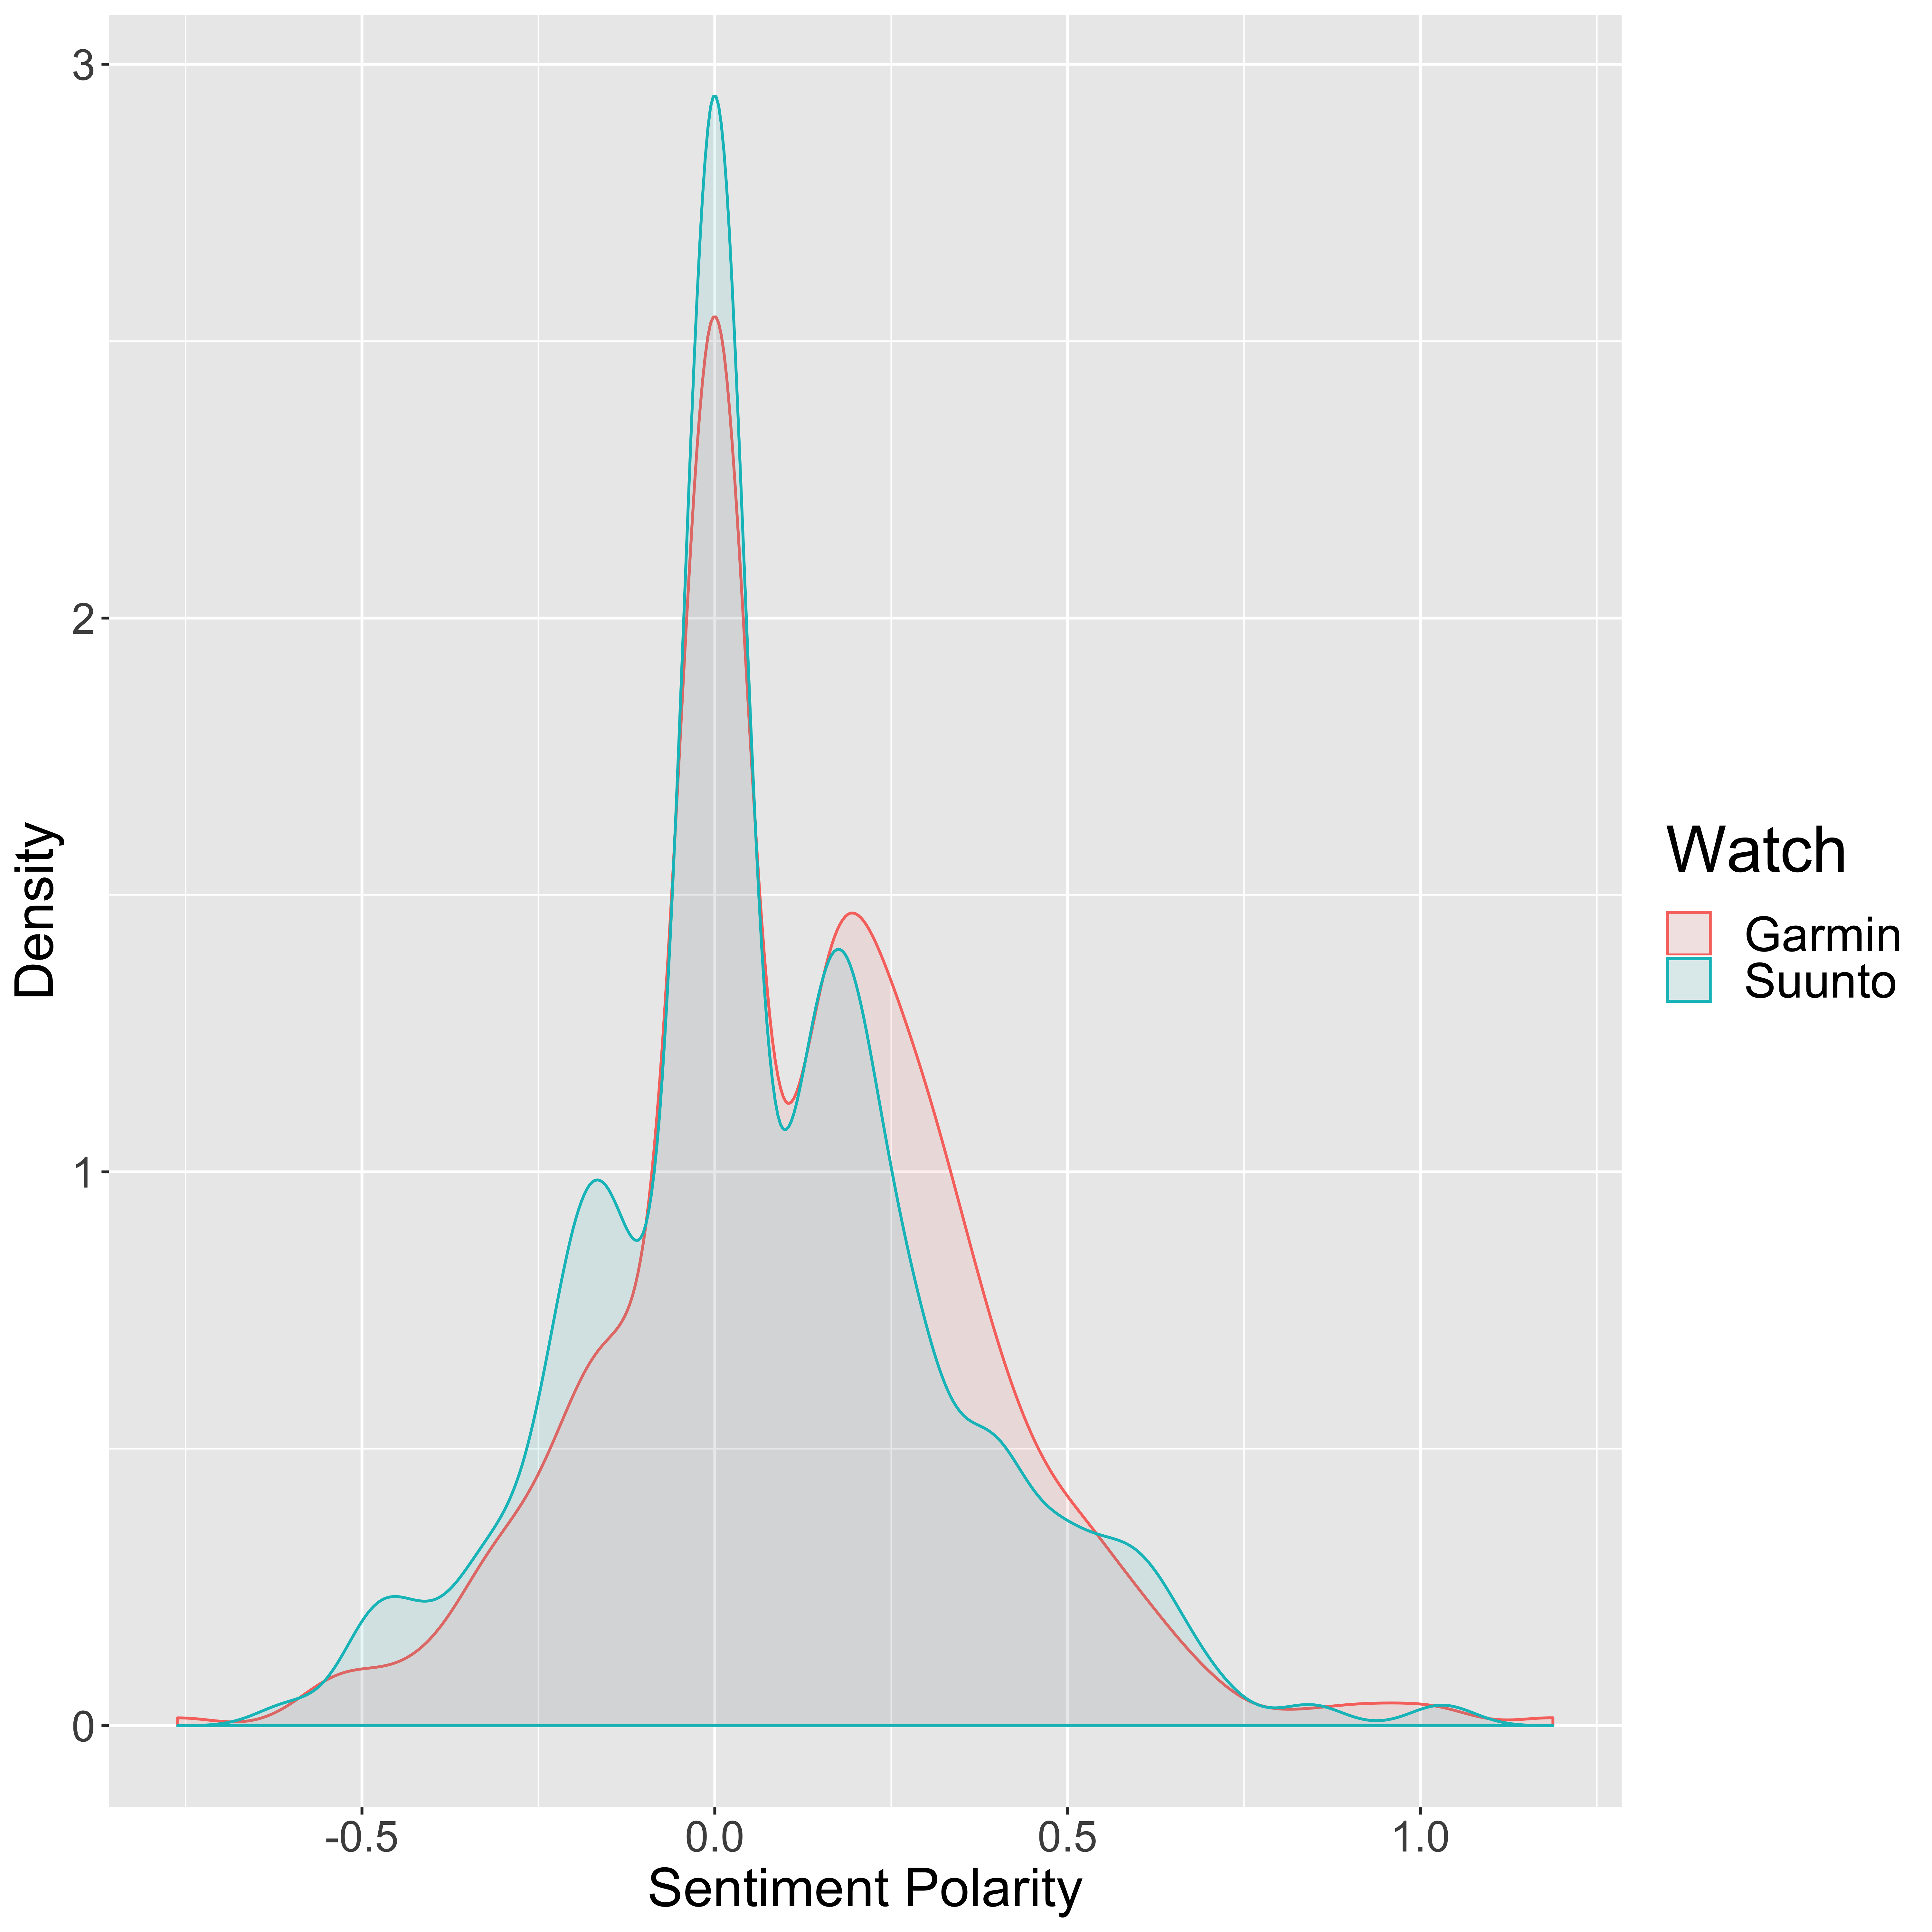 3
2
1
0
Density
-0.5 0.0 0.5 1.0
Sentiment Polarity
Watch
Garmin
Suunto